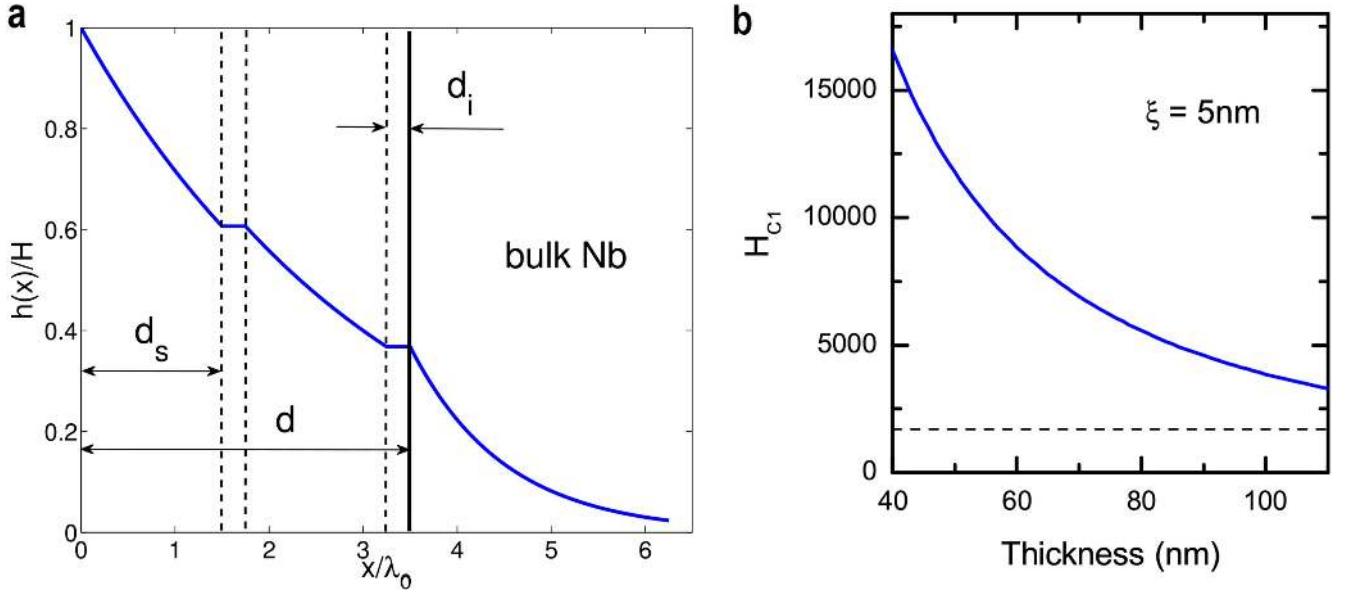 a
1
0.8
0.6
0.4
0.2
0
h(x)/H
d_i
bulk Nb
d_s
d
0 1 2 3 4 5 6
x/λ_0
b
15000
10000
5000
0
H_C1
ξ = 5nm
40 60 80 100
Thickness (nm)